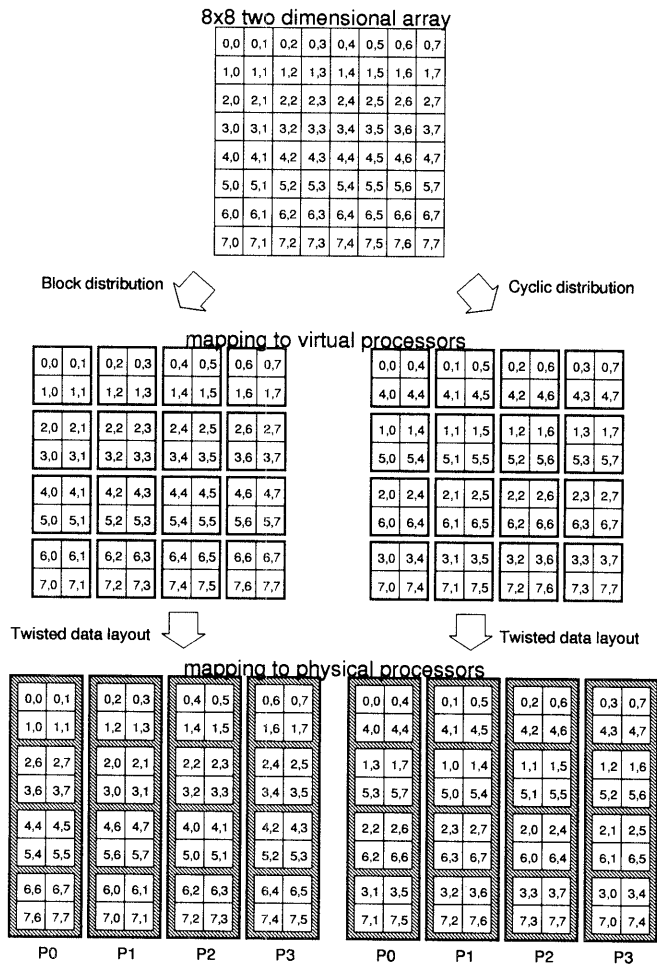 8x8 two dimensional array
0,0 0,1 0,2 0,3 0,4 0,5 0,6 0,7
1,0 1,1 1,2 1,3 1,4 1,5 1,6 1,7
2,0 2,1 2,2 2,3 2,4 2,5 2,6 2,7
3,0 3,1 3,2 3,3 3,4 3,5 3,6 3,7
4,0 4,1 4,2 4,3 4,4 4,5 4,6 4,7
5,0 5,1 5,2 5,3 5,4 5,5 5,6 5,7
6,0 6,1 6,2 6,3 6,4 6,5 6,6 6,7
7,0 7,1 7,2 7,3 7,4 7,5 7,6 7,7
Block distribution
Cyclic distribution
mapping to virtual processors
0,0 0,1 0,2 0,3 0,4 0,5 0,6 0,7
1,0 1,1 1,2 1,3 1,4 1,5 1,6 1,7
2,0 2,1 2,2 2,3 2,4 2,5 2,6 2,7
3,0 3,1 3,2 3,3 3,4 3,5 3,6 3,7
4,0 4,1 4,2 4,3 4,4 4,5 4,6 4,7
5,0 5,1 5,2 5,3 5,4 5,5 5,6 5,7
6,0 6,1 6,2 6,3 6,4 6,5 6,6 6,7
7,0 7,1 7,2 7,3 7,4 7,5 7,6 7,7
0,0 0,4 0,1 0,5 0,2 0,6 0,3 0,7
4,0 4,4 4,1 4,5 4,2 4,6 4,3 4,7
1,0 1,4 1,1 1,5 1,2 1,6 1,3 1,7
5,0 5,4 5,1 5,5 5,2 5,6 5,3 5,7
2,0 2,4 2,1 2,5 2,2 2,6 2,3 2,7
6,0 6,4 6,1 6,5 6,2 6,6 6,3 6,7
3,0 3,4 3,1 3,5 3,2 3,6 3,3 3,7
7,0 7,4 7,1 7,5 7,2 7,6 7,3 7,7
Twisted data layout
Twisted data layout
mapping to physical processors
0,0 0,1 0,2 0,3 0,4 0,5 0,6 0,7
1,0 1,1 1,2 1,3 1,4 1,5 1,6 1,7
2,6 2,7 2,0 2,1 2,2 2,3 2,4 2,5
3,6 3,7 3,0 3,1 3,2 3,3 3,4 3,5
4,4 4,5 4,6 4,7 4,0 4,1 4,2 4,3
5,4 5,5 5,6 5,7 5,0 5,1 5,2 5,3
6,6 6,7 6,0 6,1 6,2 6,3 6,4 6,5
7,6 7,7 7,0 7,1 7,2 7,3 7,4 7,5
P0 P1 P2 P3
0,0 0,4 0,1 0,5 0,2 0,6 0,3 0,7
4,0 4,4 4,1 4,5 4,2 4,6 4,3 4,7
1,3 1,7 1,0 1,4 1,1 1,5 1,2 1,6
5,3 5,7 5,0 5,4 5,1 5,5 5,2 5,6
2,2 2,6 2,3 2,7 2,0 2,4 2,1 2,5
6,2 6,6 6,3 6,7 6,0 6,4 6,1 6,5
3,1 3,5 3,2 3,6 3,3 3,7 3,0 3,4
7,1 7,5 7,2 7,6 7,3 7,7 7,0 7,4
P0 P1 P2 P3